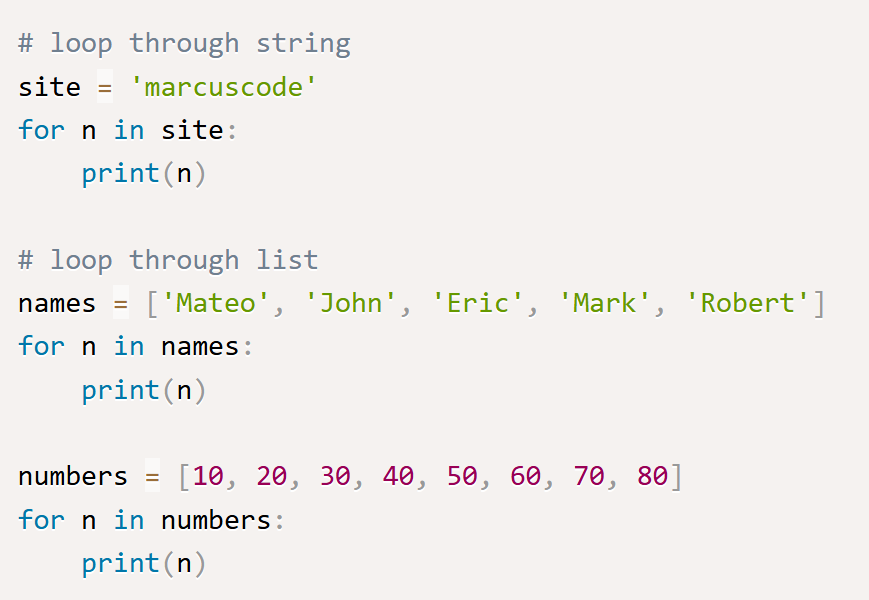 # loop through string
site = 'marcuscode'
for n in site:
    print(n)

# loop through list
names = ['Mateo', 'John', 'Eric', 'Mark', 'Robert']
for n in names:
    print(n)

numbers = [10, 20, 30, 40, 50, 60, 70, 80]
for n in numbers:
    print(n)